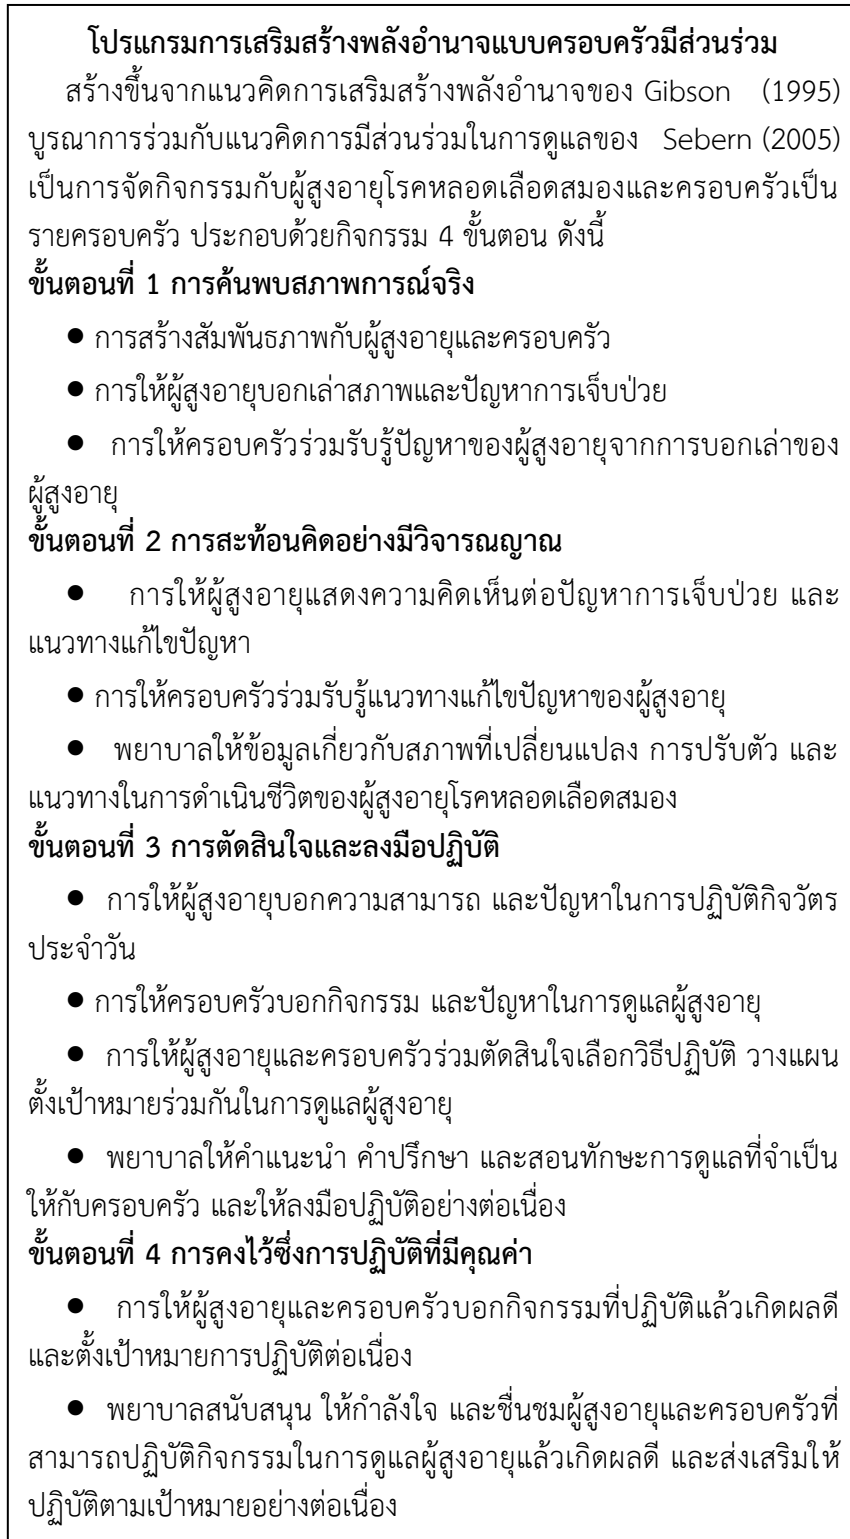 โปรแกรมการเสริมสร้างพลังอำนาจแบบครอบครัวมีส่วนร่วม
สร้างขึ้นจากแนวคิดการเสริมสร้างพลังอำนาจของ Gibson (1995)
บูรณาการร่วมกับแนวคิดการมีส่วนร่วมในการดูแลของ Sebern (2005)
เป็นการจัดกิจกรรมกับผู้สูงอายุโรคหลอดเลือดสมองและครอบครัวเป็น
รายครอบครัว ประกอบด้วยกิจกรรม 4 ขั้นตอน ดังนี้
ขั้นตอนที่ 1 การค้นพบสภาพการณ์จริง
● การสร้างสัมพันธภาพกับผู้สูงอายุและครอบครัว
● การให้ผู้สูงอายุบอกเล่าสภาพและปัญหาการเจ็บป่วย
● การให้ครอบครัวร่วมรับรู้ปัญหาของผู้สูงอายุจากการบอกเล่าของ
ผู้สูงอายุ
ขั้นตอนที่ 2 การสะท้อนคิดอย่างมีวิจารณญาณ
● การให้ผู้สูงอายุแสดงความคิดเห็นต่อปัญหาการเจ็บป่วย และ
แนวทางแก้ไขปัญหา
● การให้ครอบครัวร่วมรับรู้แนวทางแก้ไขปัญหาของผู้สูงอายุ
● พยาบาลให้ข้อมูลเกี่ยวกับสภาพที่เปลี่ยนแปลง การปรับตัว และ
แนวทางในการดำเนินชีวิตของผู้สูงอายุโรคหลอดเลือดสมอง
ขั้นตอนที่ 3 การตัดสินใจและลงมือปฏิบัติ
● การให้ผู้สูงอายุบอกความสามารถ และปัญหาในการปฏิบัติกิจวัตร
ประจำวัน
● การให้ครอบครัวบอกกิจกรรม และปัญหาในการดูแลผู้สูงอายุ
● การให้ผู้สูงอายุและครอบครัวร่วมตัดสินใจเลือกวิธีปฏิบัติ วางแผน
ตั้งเป้าหมายร่วมกันในการดูแลผู้สูงอายุ
● พยาบาลให้คำแนะนำ คำปรึกษา และสอนทักษะการดูแลที่จำเป็น
ให้กับครอบครัว และให้ลงมือปฏิบัติอย่างต่อเนื่อง
ขั้นตอนที่ 4 การคงไว้ซึ่งการปฏิบัติที่มีคุณค่า
● การให้ผู้สูงอายุและครอบครัวบอกกิจกรรมที่ปฏิบัติแล้วเกิดผลดี
และตั้งเป้าหมายการปฏิบัติต่อเนื่อง
● พยาบาลสนับสนุน ให้กำลังใจ และชื่นชมผู้สูงอายุและครอบครัวที่
สามารถปฏิบัติกิจกรรมในการดูแลผู้สูงอายุแล้วเกิดผลดี และส่งเสริมให้
ปฏิบัติตามเป้าหมายอย่างต่อเนื่อง